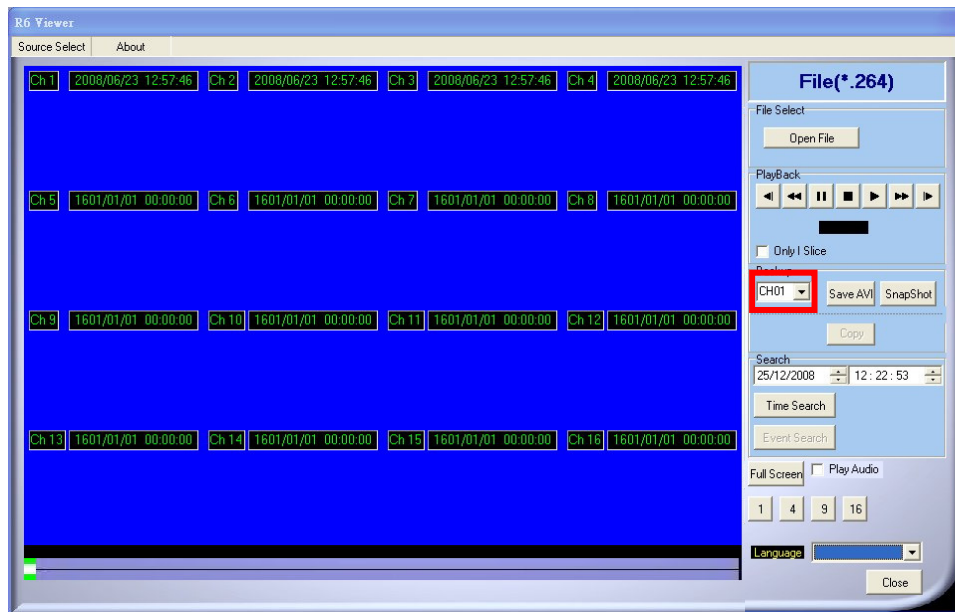 R6 Viewer
Source Select About
Ch 1 2008/06/23 12:57:46 Ch 2 2008/06/23 12:57:46 Ch 3 2008/06/23 12:57:46 Ch 4 2008/06/23 12:57:46
Ch 5 1601/01/01 00:00:00 Ch 6 1601/01/01 00:00:00 Ch 7 1601/01/01 00:00:00 Ch 8 1601/01/01 00:00:00
Ch 9 1601/01/01 00:00:00 Ch 10 1601/01/01 00:00:00 Ch 11 1601/01/01 00:00:00 Ch 12 1601/01/01 00:00:00
Ch 13 1601/01/01 00:00:00 Ch 14 1601/01/01 00:00:00 Ch 15 1601/01/01 00:00:00 Ch 16 1601/01/01 00:00:00
File(*.264)
File Select
Open File
PlayBack
Only I Slice
CH01 Save AVI SnapShot
Copy
Search
25/12/2008 12:22:53
Time Search
Event Search
Full Screen Play Audio
1 4 9 16
Language
Close